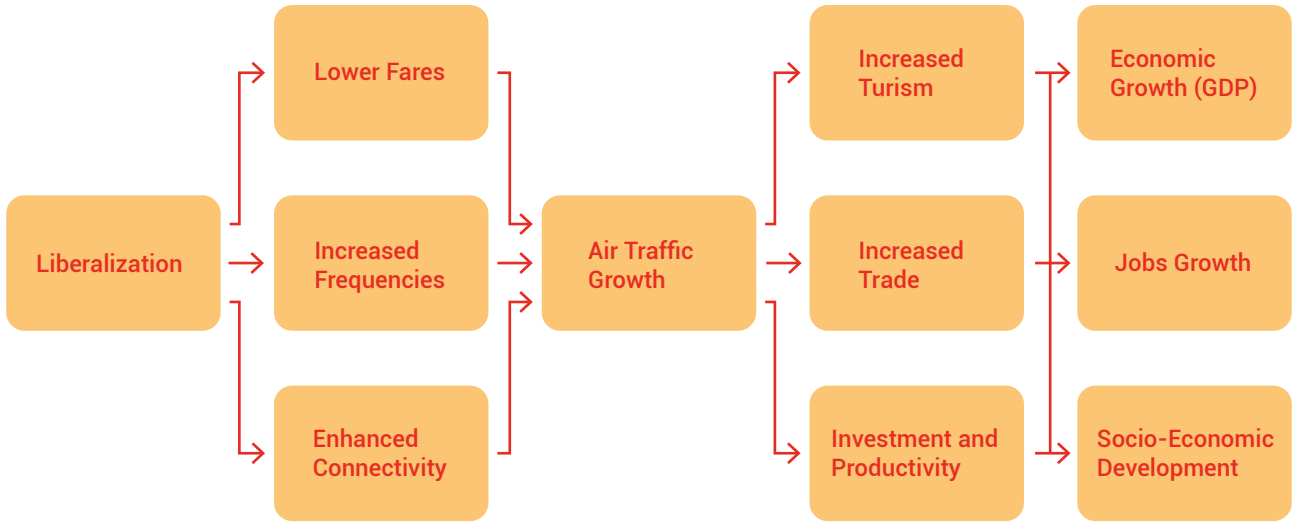 Lower Fares
Increased
Turism
Economic
Growth (GDP)
Liberalization
Increased
Frequencies
Air Traffic
Growth
Increased
Trade
Jobs Growth
Enhanced
Connectivity
Investment and
Productivity
Socio-Economic
Development